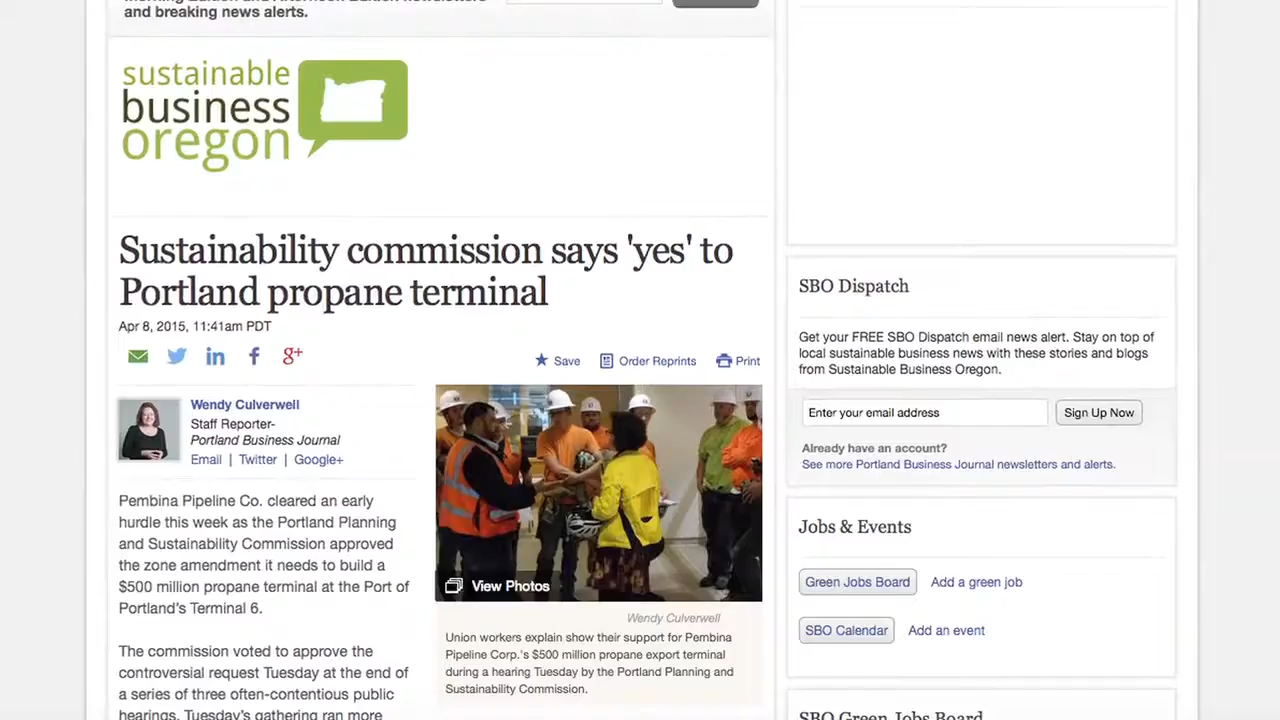 and breaking news alerts.
sustainable
business
oregon
Sustainability commission says 'yes' to
Portland propane terminal
Apr 8, 2015, 11:41am PDT
g+
Save
Order Reprints
Print
Wendy Culverwell
Staff Reporter-
Portland Business Journal
Email | Twitter | Google+
Pembina Pipeline Co. cleared an early
hurdle this week as the Portland Planning
and Sustainability Commission approved
the zone amendment it needs to build a
$500 million propane terminal at the Port of
Portland's Terminal 6.
The commission voted to approve the
controversial request Tuesday at the end of
a series of three often-contentious public
hearings. Tuesday's gathering ran more
View Photos
Wendy Culverwell
Union workers explain show their support for Pembina
Pipeline Corp.'s $500 million propane export terminal
during a hearing Tuesday by the Portland Planning and
Sustainability Commission.
SBO Dispatch
Get your FREE SBO Dispatch email news alert. Stay on top of
local sustainable business news with these stories and blogs
from Sustainable Business Oregon.
Enter your email address
Sign Up Now
Already have an account?
See more Portland Business Journal newsletters and alerts.
Jobs & Events
Green Jobs Board
Add a green job
SBO Calendar
Add an event
SBO Green Jobs Board